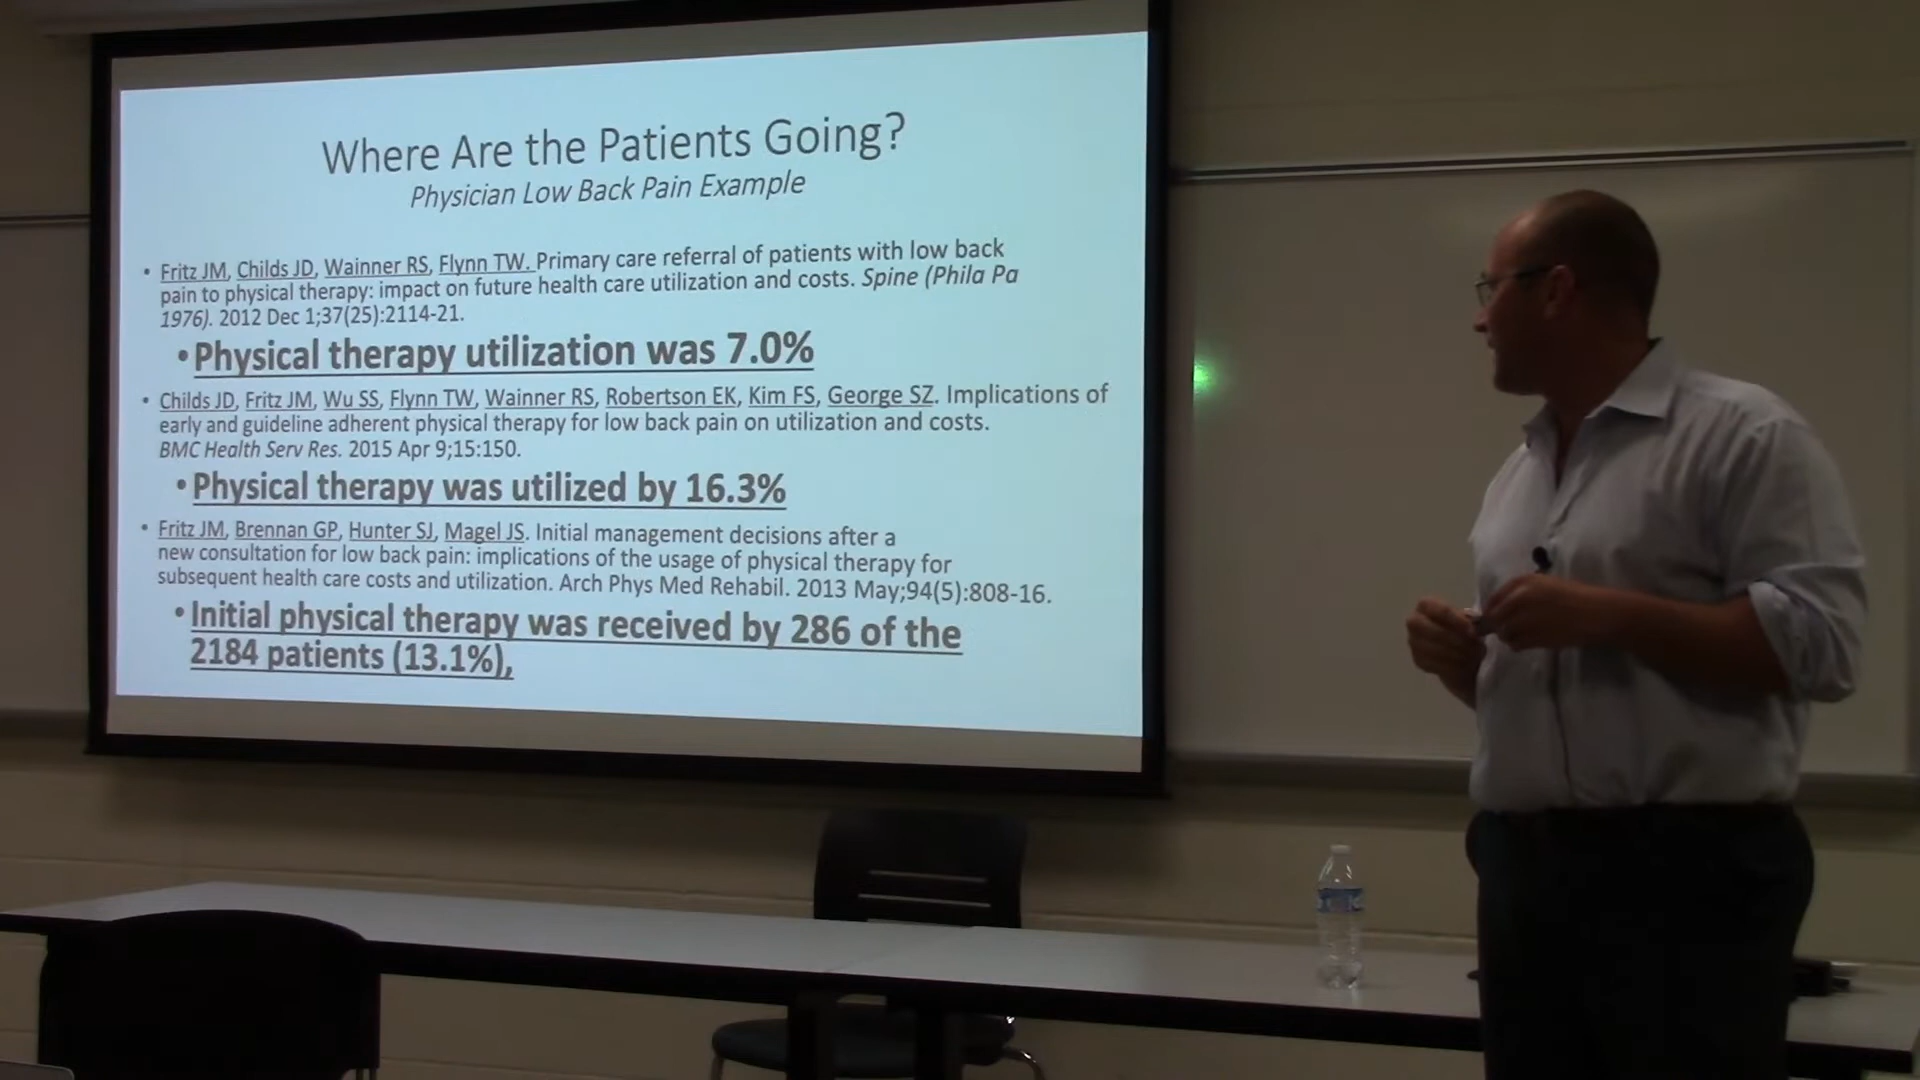 Where Are the Patients Going?
Physician Low Back Pain Example
• Fritz JM, Childs JD, Wainner RS, Flynn TW. Primary care referral of patients with low back
pain to physical therapy: impact on future health care utilization and costs. Spine (Phila Pa
1976). 2012 Dec 1;37(25):2114-21.
• Physical therapy utilization was 7.0%
• Childs JD, Fritz JM, Wu SS, Flynn TW, Wainner RS, Robertson EK, Kim FS, George SZ. Implications of
early and guideline adherent physical therapy for low back pain on utilization and costs.
BMC Health Serv Res. 2015 Apr 9;15:150.
• Physical therapy was utilized by 16.3%
• Fritz JM, Brennan GP, Hunter SJ, Magel JS. Initial management decisions after a
new consultation for low back pain: implications of the usage of physical therapy for
subsequent health care costs and utilization. Arch Phys Med Rehabil. 2013 May;94(5):808-16.
• Initial physical therapy was received by 286 of the
2184 patients (13.1%),